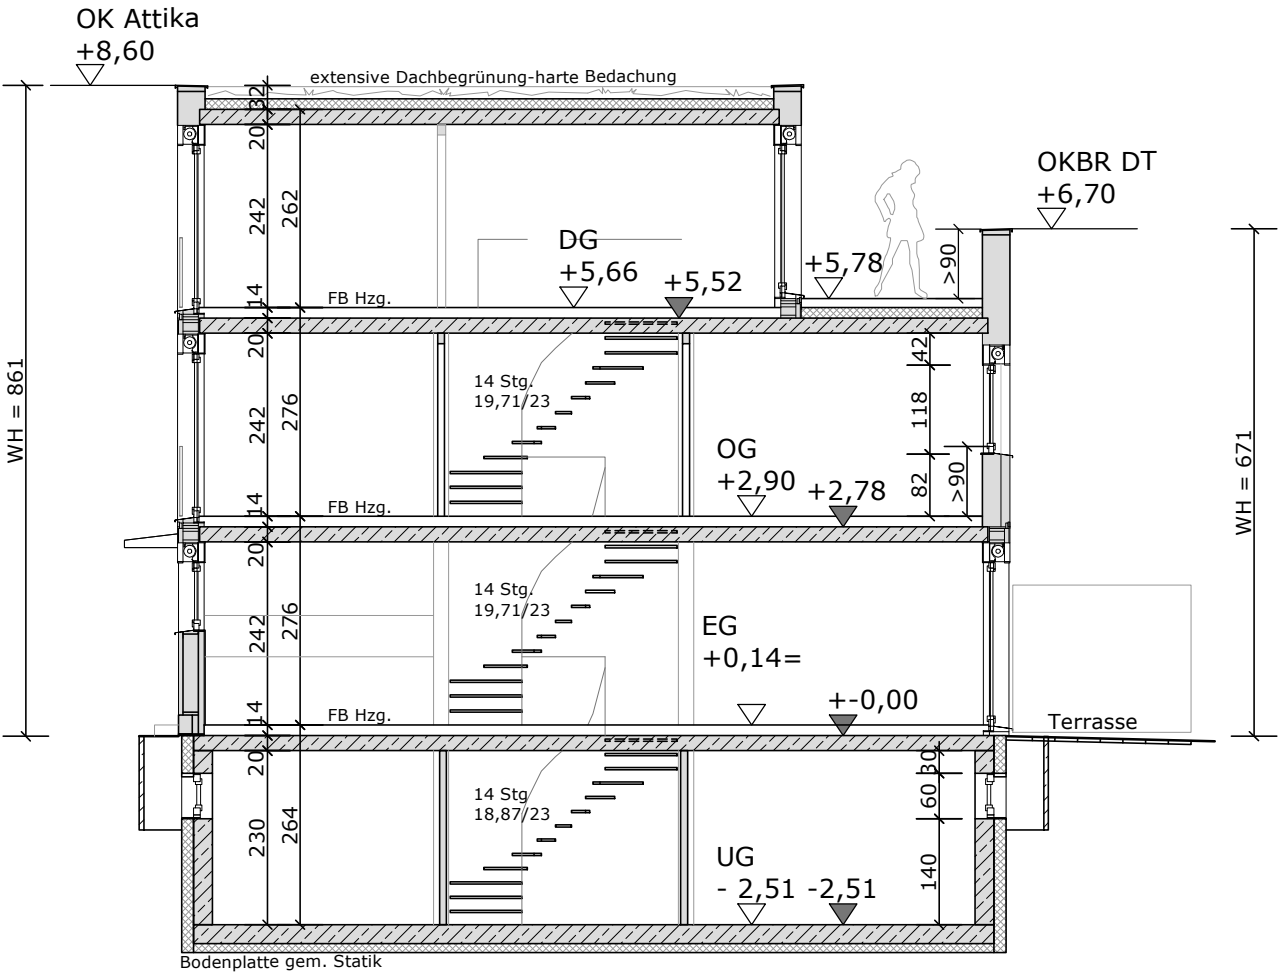 OK Attika
+8,60
extensive Dachbegrünung-harte Bedachung
32
20
OKBR DT
+6,70
242
262
DG
+5,66
+5,52
+5,78
>90
14
FB Hzg.
20
42
WH = 861
14 Stg.
19,71/23
242
276
118
OG
+2,90
+2,78
82
>90
WH = 671
14
FB Hzg.
20
14 Stg.
19,71/23
242
276
EG
+0,14=
+-0,00
14
FB Hzg.
Terrasse
20
30
14 Stg
18,87/23
60
230
264
UG
- 2,51
-2,51
140
Bodenplatte gem. Statik